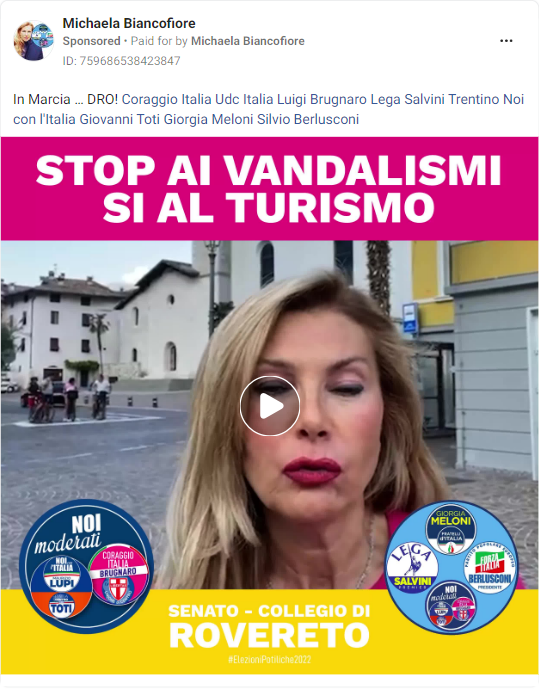 Michaela Biancofiore
Sponsored • Paid for by Michaela Biancofiore
ID: 759686538423847
In Marcia ... DRO! Coraggio Italia Udc Italia Luigi Brugnaro Lega Salvini Trentino Noi
con l'Italia Giovanni Toti Giorgia Meloni Silvio Berlusconi
STOP AI VANDALISMI
SI AL TURISMO
NOI
moderati
NOI
L'ITALIA
MAURIZIO
LUPI
CORAGGIO
ITALIA
BRUGNARO
TOTI
GIORGIA
MELONI
FRATELLI
d'ITALIA
LEGA
SALVINI
PREMIER
FORZA
ITALIA
BERLUSCONI
PRESIDENTE
NOI
moderati
SENATO - COLLEGIO DI
ROVERETO